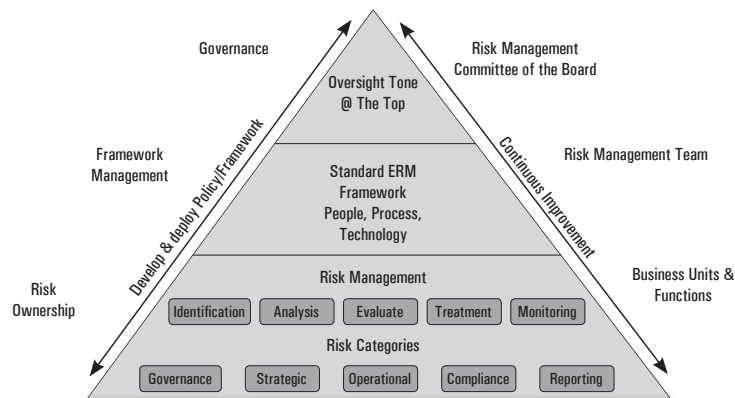 Governance
Risk Management
Committee of the Board
Oversight Tone
@ The Top
Develop & deploy Policy/Framework
Continuous Improvement
Framework
Management
Standard ERM
Framework
People, Process,
Technology
Risk Management Team
Risk
Ownership
Business Units &
Functions
Risk Management
Identification
Analysis
Evaluate
Treatment
Monitoring
Risk Categories
Governance
Strategic
Operational
Compliance
Reporting